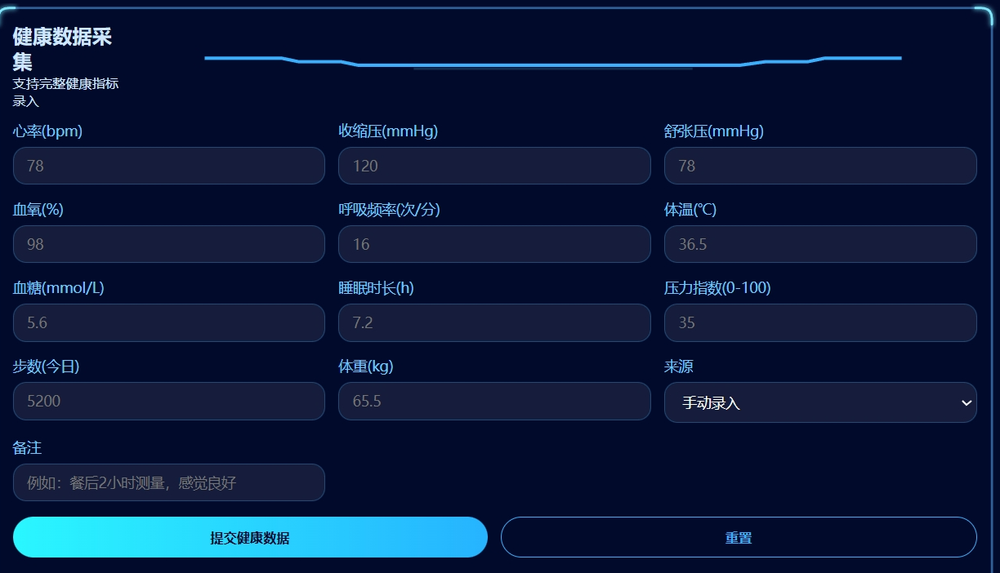 健康数据采
集
支持完整健康指标
录入
心率(bpm) 收缩压(mmHg) 舒张压(mmHg)
78 120 78
血氧(%) 呼吸频率(次/分) 体温(℃)
98 16 36.5
血糖(mmol/L) 睡眠时长(h) 压力指数(0-100)
5.6 7.2 35
步数(今日) 体重(kg) 来源
5200 65.5 手动录入
备注
例如：餐后2小时测量，感觉良好
提交健康数据 重置